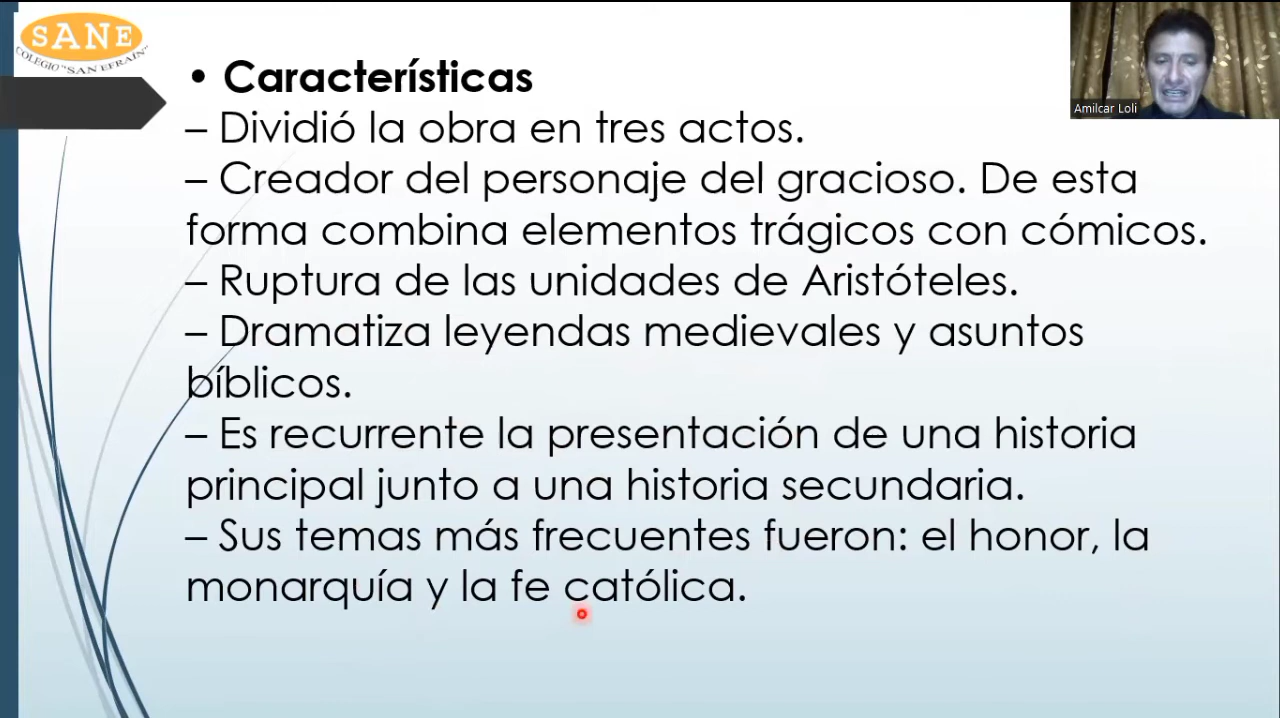 SANE
COLEGIO "SAN EFRAÍN"
• Características
– Dividió la obra en tres actos.
– Creador del personaje del gracioso. De esta
forma combina elementos trágicos con cómicos.
– Ruptura de las unidades de Aristóteles.
– Dramatiza leyendas medievales y asuntos
bíblicos.
– Es recurrente la presentación de una historia
principal junto a una historia secundaria.
– Sus temas más frecuentes fueron: el honor, la
monarquía y la fe católica.
Amilcar Loli